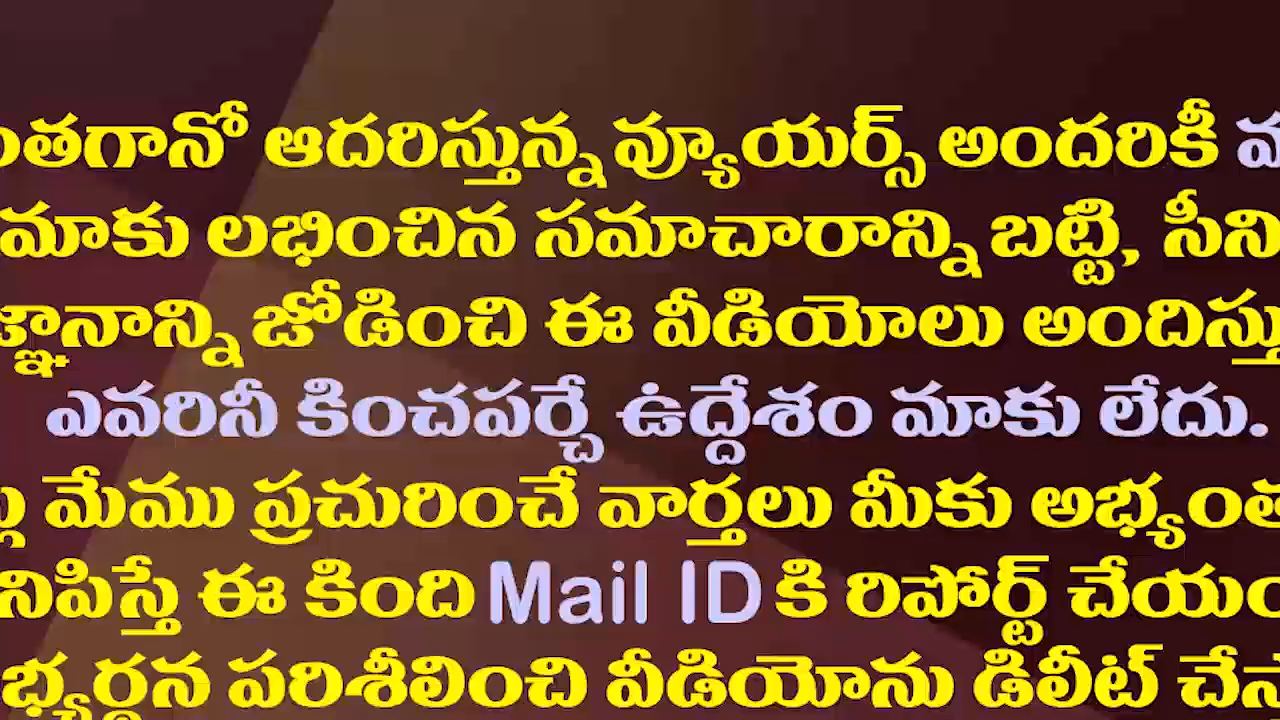 ంతగానో ఆదరిస్తున్న వ్యూయర్స్ అందరికీ
మాకు లభించిన సమాచారాన్ని బట్టి, సీని
జ్ఞానాన్ని జోడించి ఈ వీడియోలు అందిస్తు
ఎవరినీ కించపర్చే ఉద్దేశం మాకు లేదు.
మేము ప్రచురించే వార్తలు మీకు అభ్యంత
నిపిస్తే ఈ కింది Mail ID కి రిపోర్ట్ చేయం
భ్యర్థన పరిశీలించి వీడియోను డిలీట్ చేస